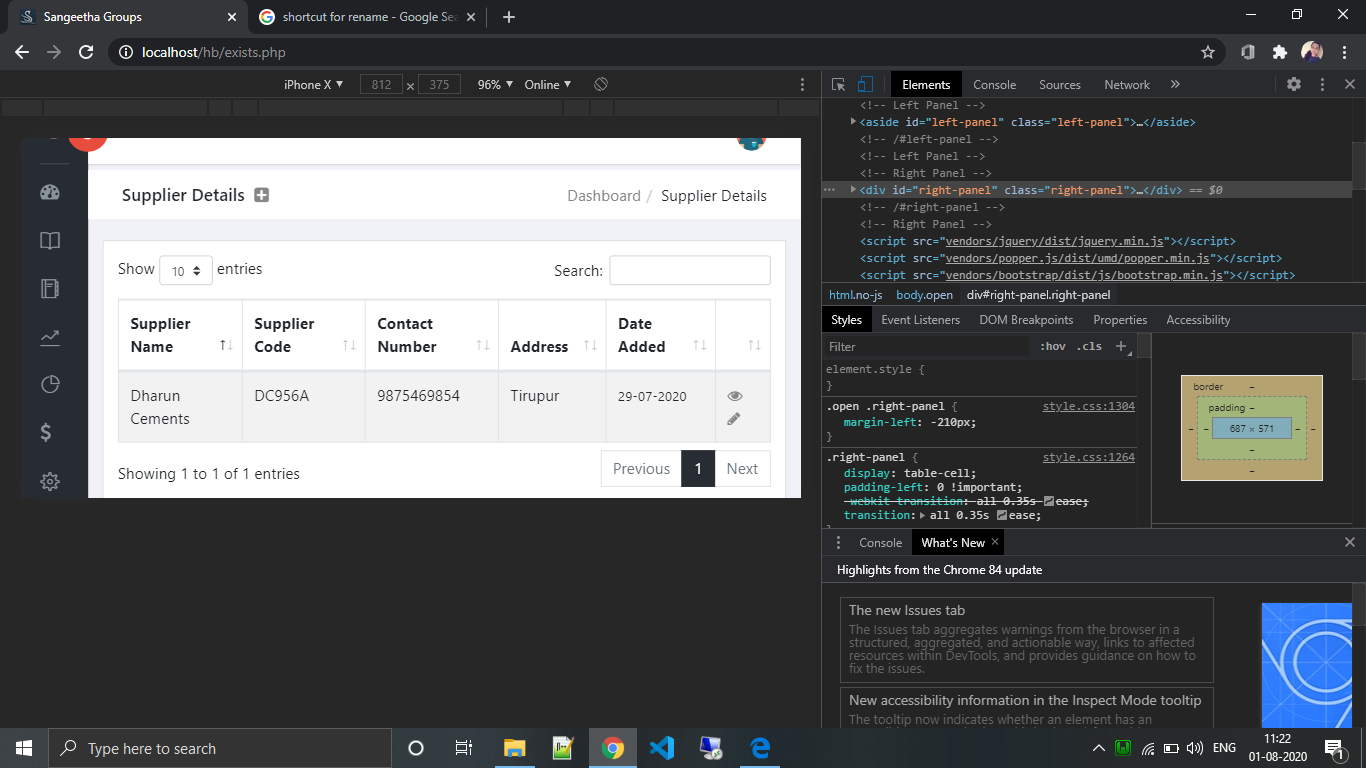 Sangeetha Groups
shortcut for rename - Google Sea
localhost/hb/exists.php
iPhone X ▼ 812 × 375 96% ▼ Online ▼
Elements Console Sources Network »
<!-- Left Panel -->
<aside id="left-panel" class="left-panel">…</aside>
<!-- /#left-panel -->
<!-- Left Panel -->
<!-- Right Panel -->
<div id="right-panel" class="right-panel">…</div> == $0
<!-- /#right-panel -->
<!-- Right Panel -->
<script src="vendors/jquery/dist/jquery.min.js"></script>
<script src="vendors/popper.js/dist/umd/popper.min.js"></script>
<script src="vendors/bootstrap/dist/js/bootstrap.min.js"></script>
html.no-js body.open div#right-panel.right-panel
Styles Event Listeners DOM Breakpoints Properties Accessibility
Filter :hov .cls +
element.style {
}
.open .right-panel { style.css:1304
margin-left: -210px;
}
.right-panel { style.css:1264
display: table-cell;
padding-left: 0 !important;
-webkit-transition: all 0.35s ease;
transition: all 0.35s ease;
border –
padding –
– – 687 × 571 – –
–
–
Supplier Details
Dashboard / Supplier Details
Show 10 entries
Search:
Supplier Name
Supplier Code
Contact Number
Address
Date Added
Dharun Cements
DC956A
9875469854
Tirupur
29-07-2020
Showing 1 to 1 of 1 entries
Previous 1 Next
Console What's New ×
Highlights from the Chrome 84 update
The new Issues tab
The Issues tab aggregates warnings from the browser in a
structured, aggregated, and actionable way, links to affected
resources within DevTools, and provides guidance on how to
fix the issues.
New accessibility information in the Inspect Mode tooltip
The tooltip now indicates whether an element has an
Type here to search
ENG
11:22
01-08-2020
1